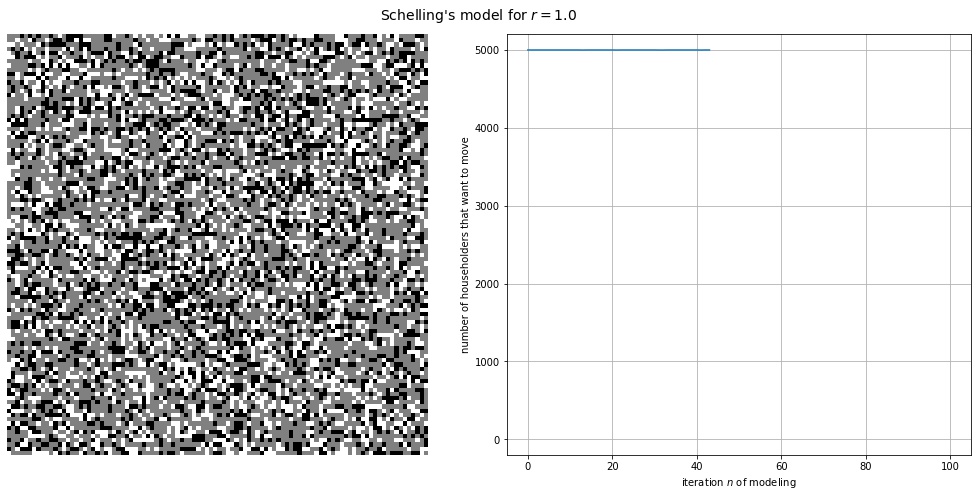 Schelling's model for r = 1.0
number of householders that want to move
5000
4000
3000
2000
1000
0
0 20 40 60 80 100
iteration n of modeling